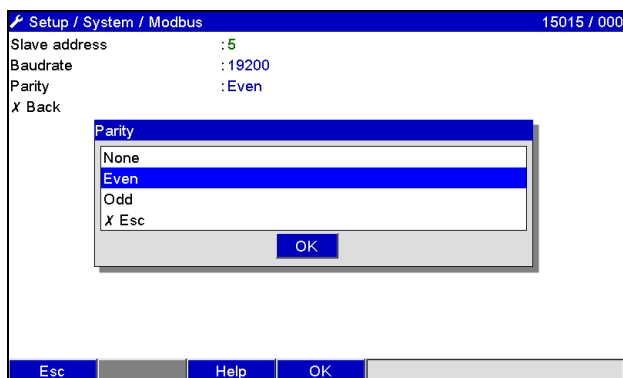 Setup / System / Modbus 15015 / 000
Slave address :5
Baudrate :19200
Parity :Even
X Back
Parity
None
Even
Odd
X Esc
OK
Esc Help OK